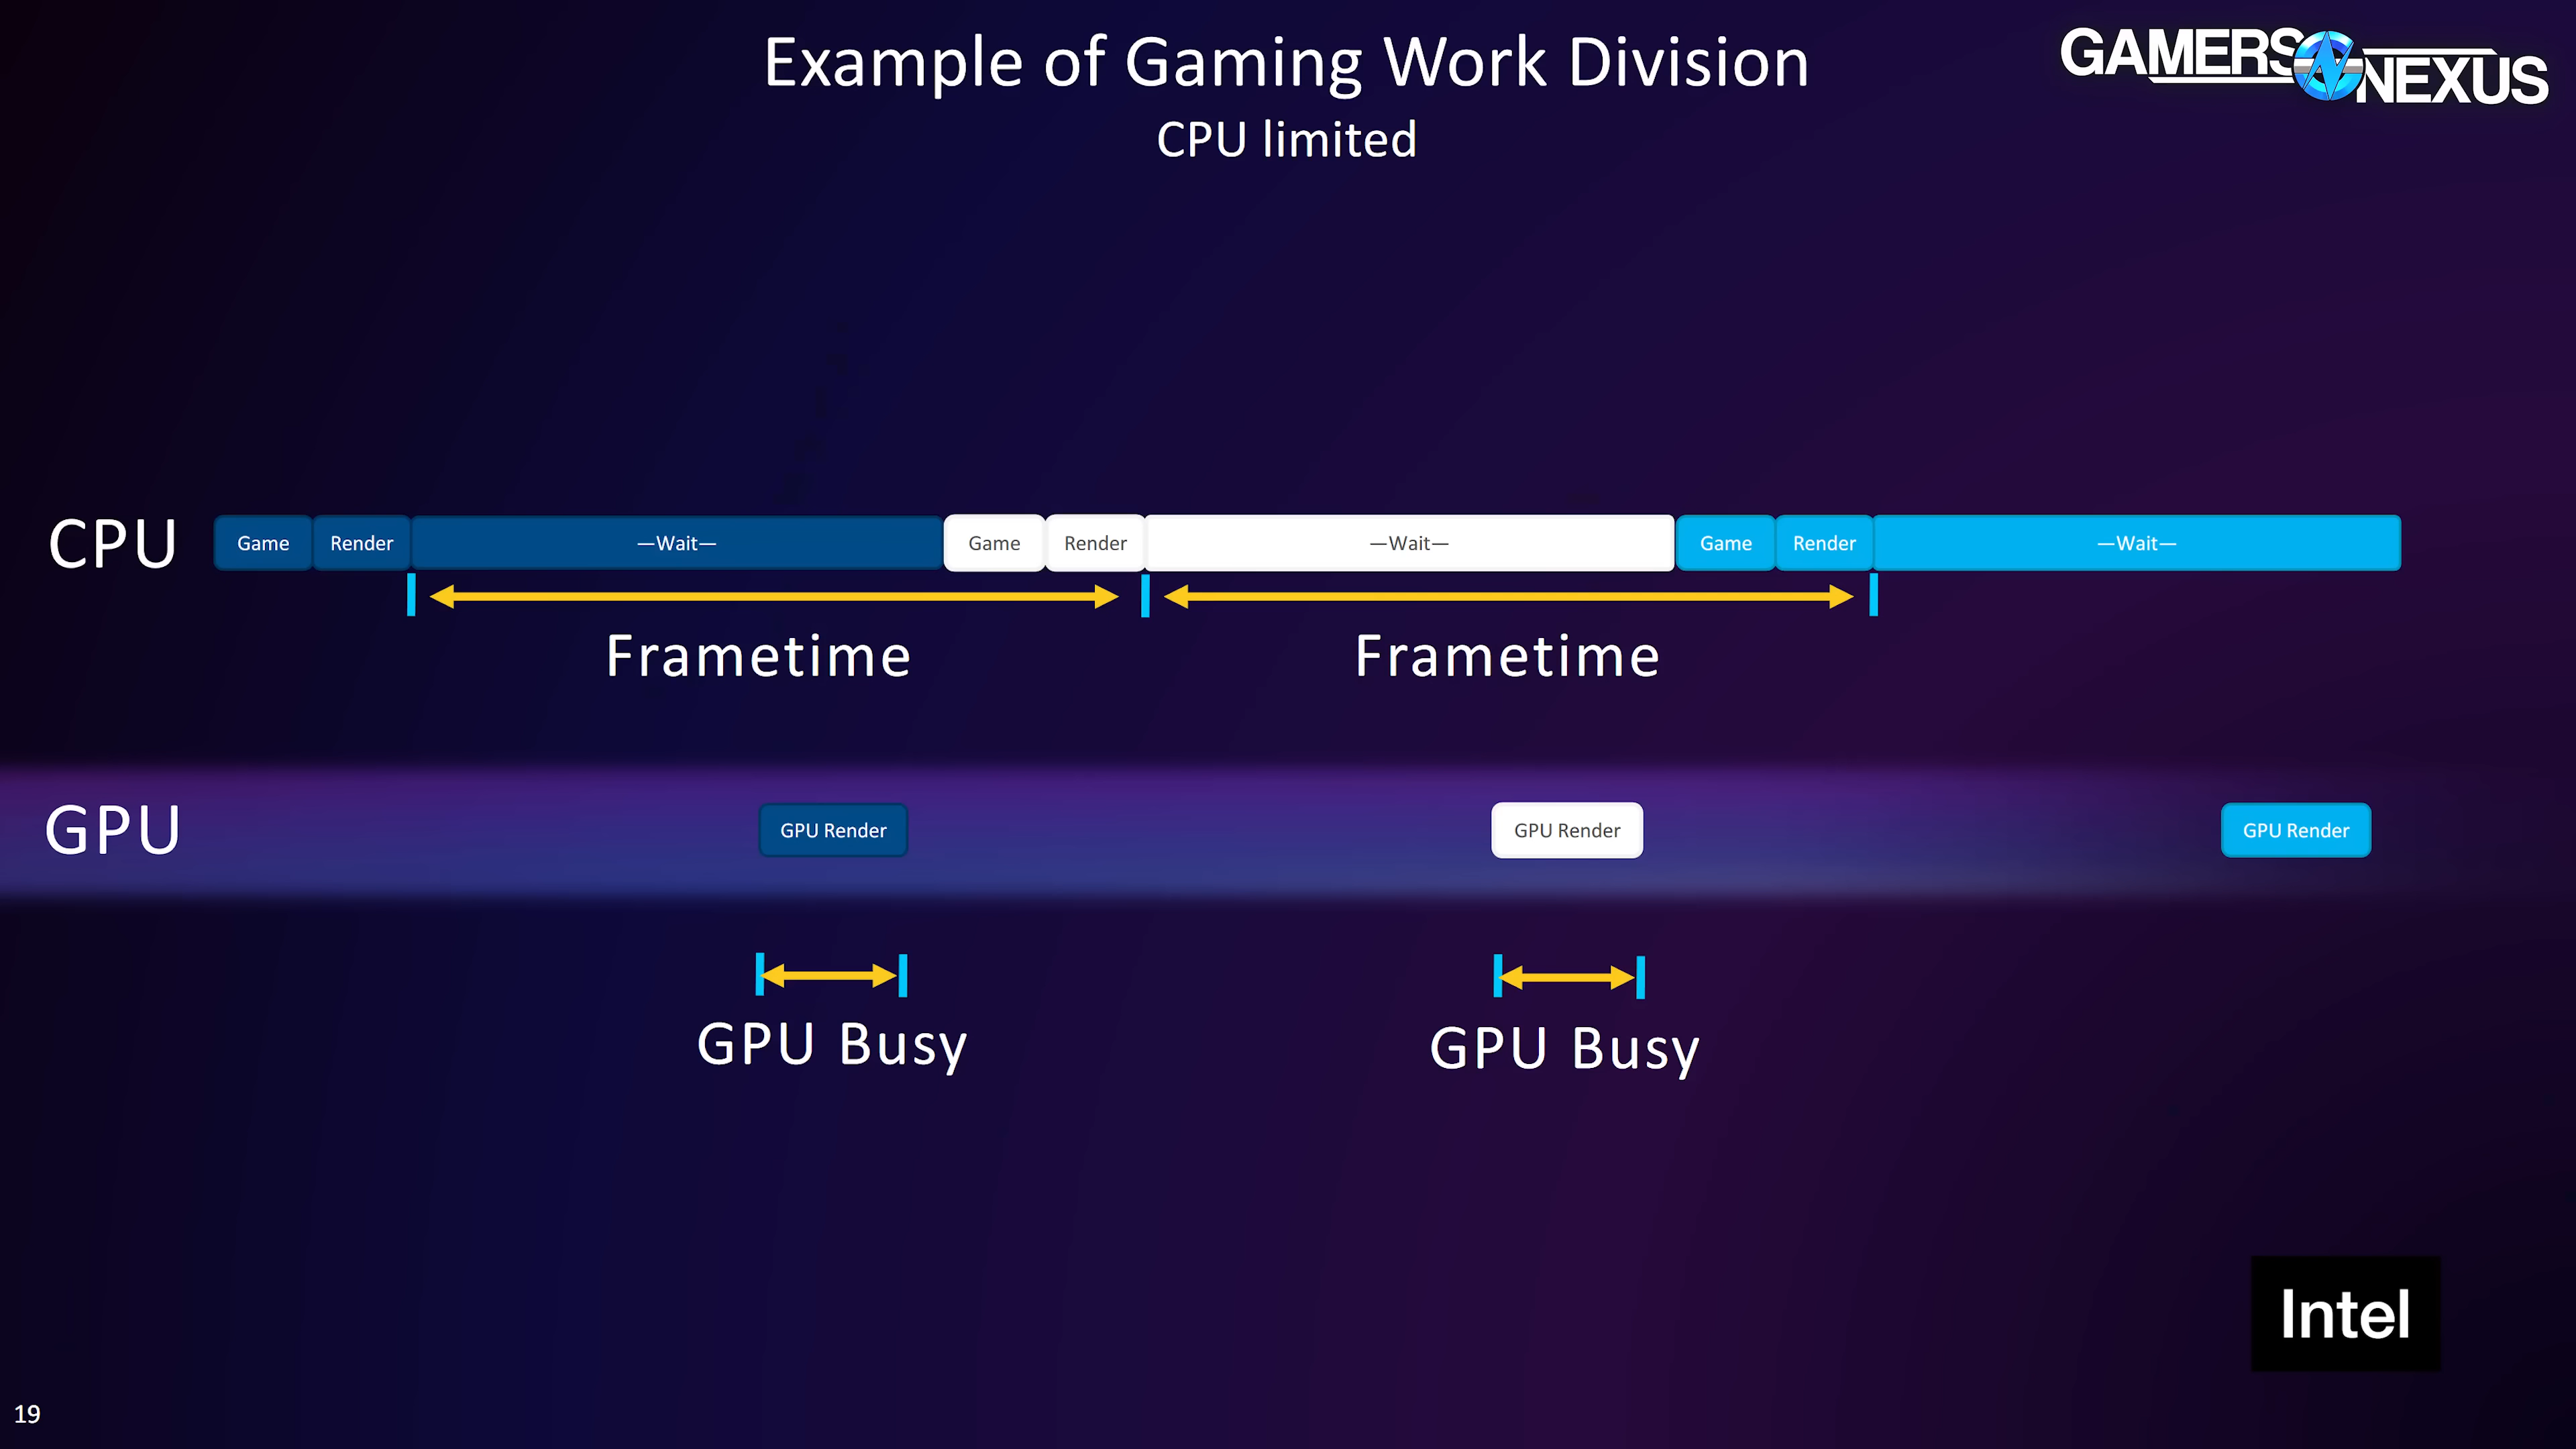 Example of Gaming Work Division
CPU limited
GAMERS NEXUS
CPU
Game Render —Wait— Game Render —Wait— Game Render —Wait—
Frametime Frametime
GPU
GPU Render GPU Render GPU Render
GPU Busy GPU Busy
Intel
19